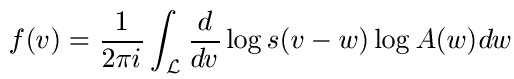 f(v) = \frac{1}{2\pi i} \int_{\mathcal{L}} \frac{d}{dv} \log s(v - w) \log A(w) dw